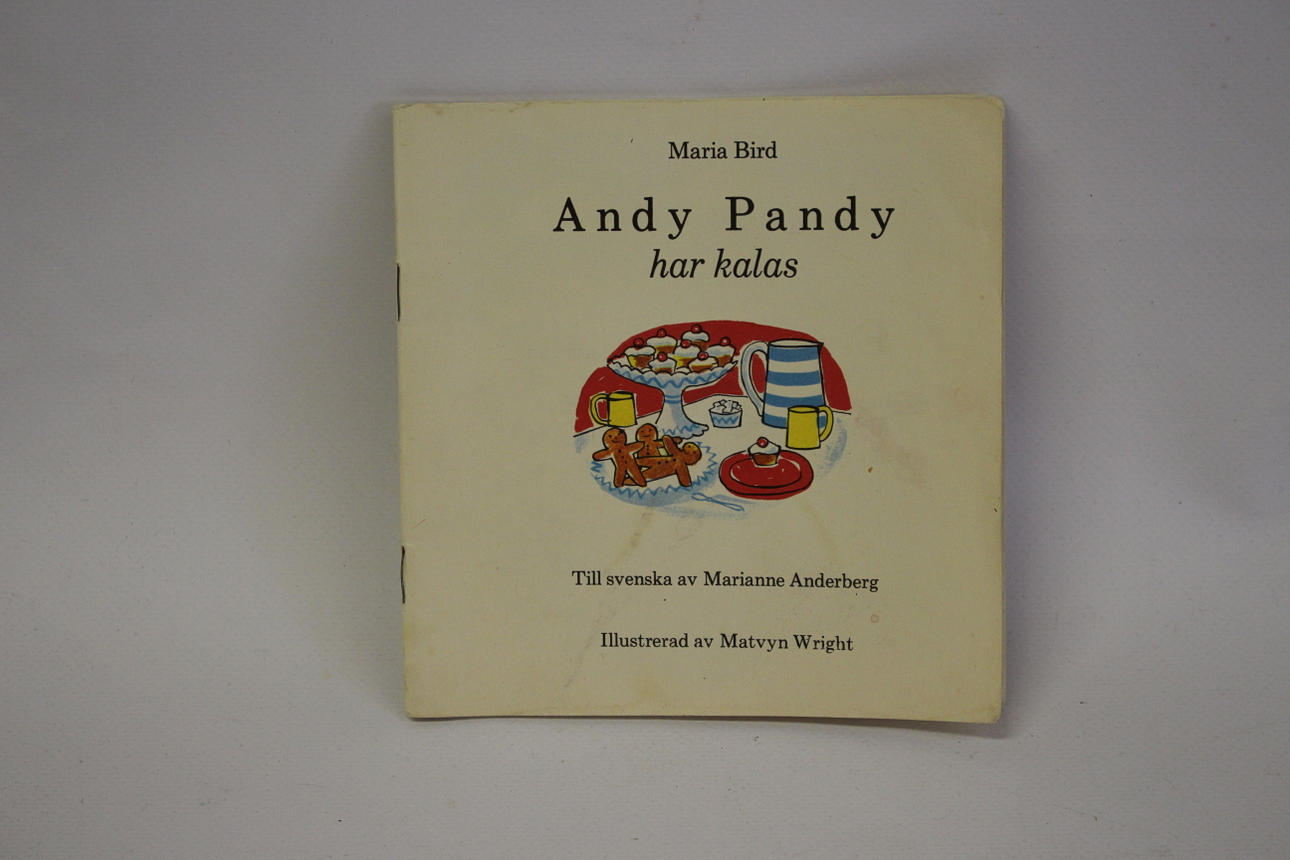 Maria Bird
Andy Pandy
har kalas
Till svenska av Marianne Anderberg
Illustrerad av Matvyn Wright